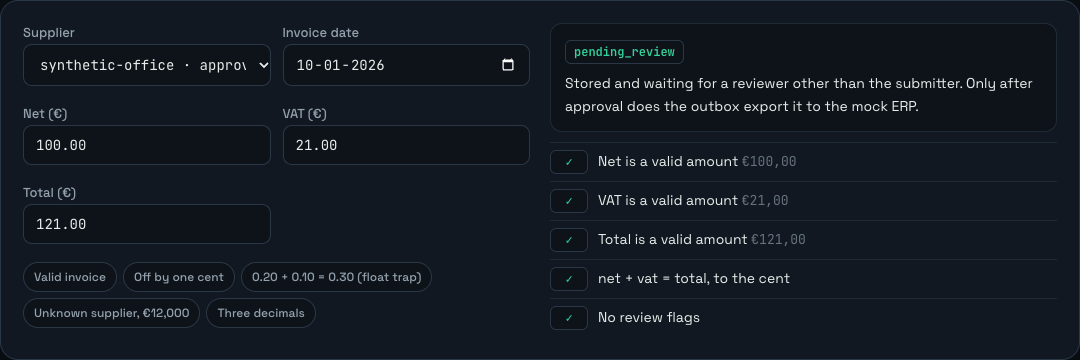 Supplier
synthetic-office · approv
Invoice date
10-01-2026
Net (€)
100.00
VAT (€)
21.00
Total (€)
121.00
Valid invoice
Off by one cent
0.20 + 0.10 = 0.30 (float trap)
Unknown supplier, €12,000
Three decimals
pending_review
Stored and waiting for a reviewer other than the submitter. Only after
approval does the outbox export it to the mock ERP.
✓ Net is a valid amount €100,00
✓ VAT is a valid amount €21,00
✓ Total is a valid amount €121,00
✓ net + vat = total, to the cent
✓ No review flags